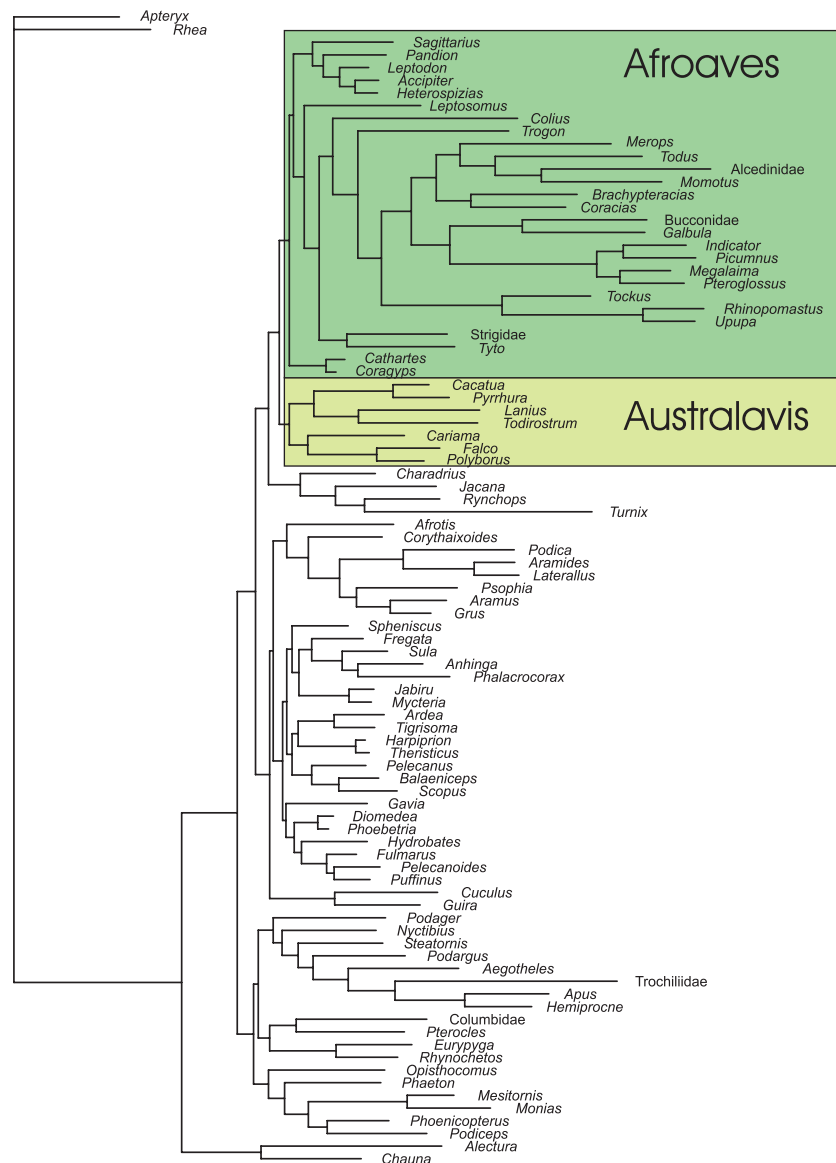 Apteryx
Rhea
Afroaves
Sagittarius
Pandion
Leptodon
Accipiter
Heterospizias
Leptosomus
Colius
Trogon
Merops
Todus
Alcedinidae
Momotus
Brachypteracias
Coracias
Bucconidae
Galbula
Indicator
Picumnus
Megalaima
Pteroglossus
Tockus
Rhinopomastus
Upupa
Strigidae
Tyto
Cathartes
Coragyps
Australavis
Cacatua
Pyrrhura
Lanius
Todirostrum
Cariama
Falco
Polyborus
Charadrius
Jacana
Rynchops
Turnix
Afrotis
Corythaixoides
Podica
Aramides
Laterallus
Psophia
Aramus
Grus
Spheniscus
Fregata
Sula
Anhinga
Phalacrocorax
Jabiru
Mycteria
Ardea
Tigrisoma
Harpiprion
Theristicus
Pelecanus
Balaeniceps
Scopus
Gavia
Diomedea
Phoebetria
Hydrobates
Fulmarus
Pelecanoides
Puffinus
Cuculus
Guira
Podager
Nyctibius
Steatornis
Podargus
Aegotheles
Trochiliidae
Apus
Hemiprocne
Columbidae
Pterocles
Eurypyga
Rhynochetos
Opisthocomus
Phaeton
Mesitornis
Monias
Phoenicopterus
Podiceps
Alectura
Chauna